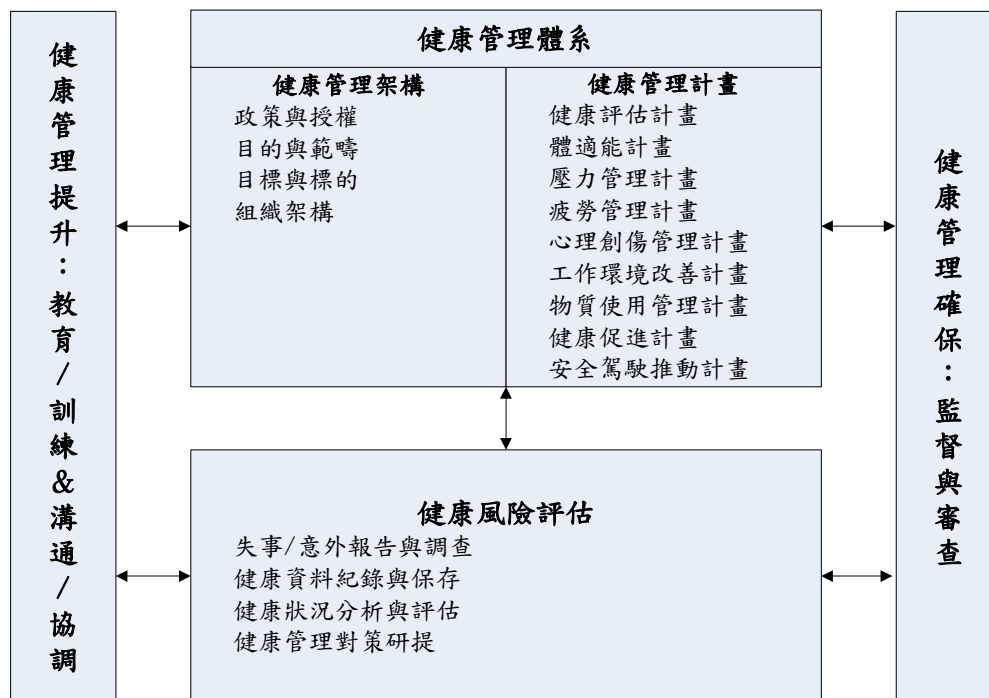 健康管理提升：教育/訓練&溝通/協調
健康管理體系
健康管理架構
政策與授權
目的與範疇
目標與標的
組織架構
健康管理計畫
健康評估計畫
體適能計畫
壓力管理計畫
疲勞管理計畫
心理創傷管理計畫
工作環境改善計畫
物質使用管理計畫
健康促進計畫
安全駕駛推動計畫
健康風險評估
失事/意外報告與調查
健康資料紀錄與保存
健康狀況分析與評估
健康管理對策研提
健康管理確保：監督與審查